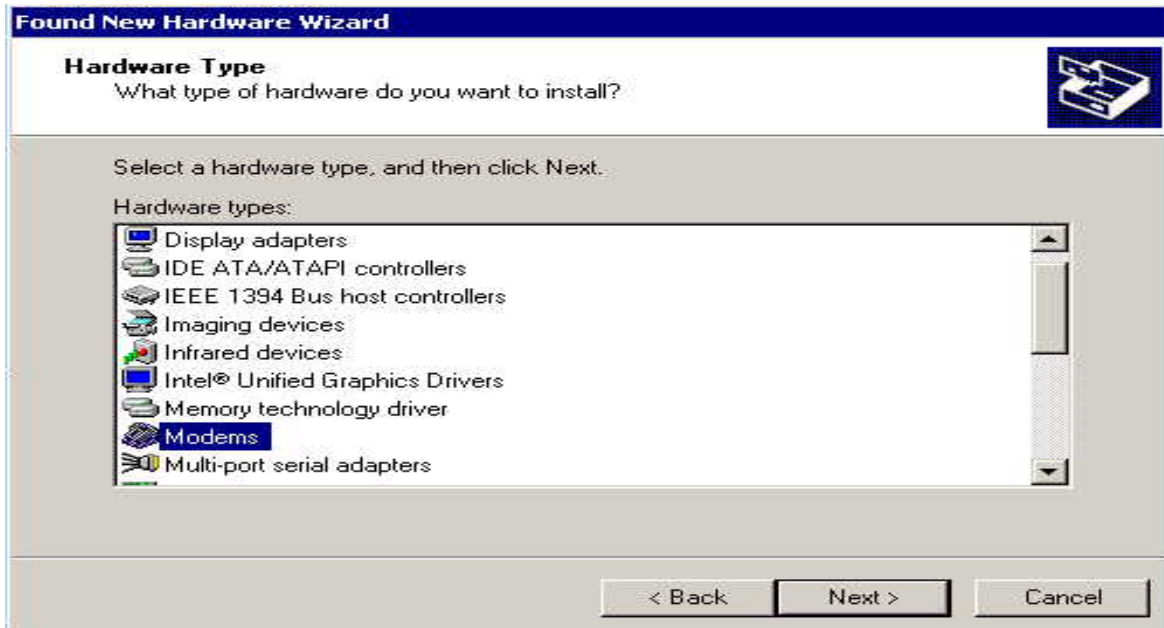 Found New Hardware Wizard
Hardware Type
What type of hardware do you want to install?
Select a hardware type, and then click Next.
Hardware types:
Display adapters
IDE ATA/ATAPI controllers
IEEE 1394 Bus host controllers
Imaging devices
Infrared devices
Intel® Unified Graphics Drivers
Memory technology driver
Modems
Multi-port serial adapters
< Back
Next >
Cancel